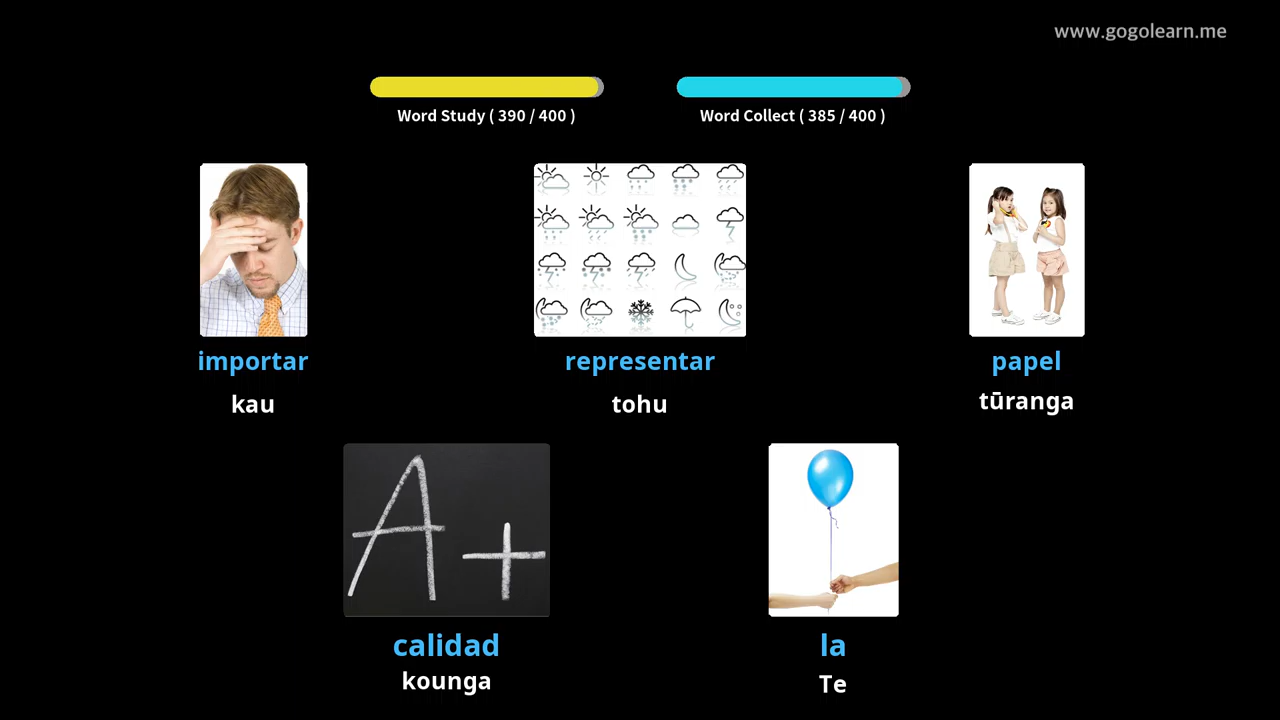 www.gogolearn.me
Word Study ( 390 / 400 )
Word Collect ( 385 / 400 )
importar
kau
representar
tohu
papel
tūranga
A+
calidad
kounga
la
Te